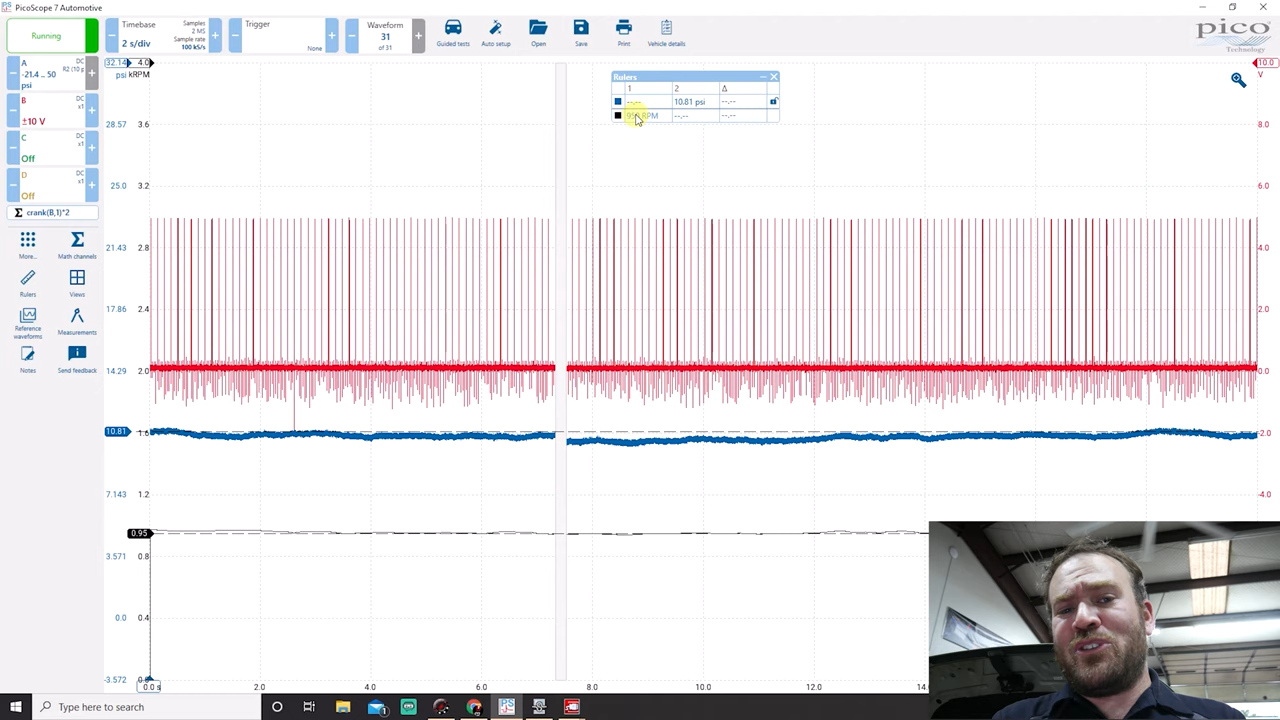 PicoScope 7 Automotive
Running
Timebase
2 s/div
Samples
2 MS
Sample rate
100 kS/s
Trigger
None
Waveform
31
of 31
Guided tests
Auto setup
Open
Save
Print
Vehicle details
pico
Technology
A
DC
-21.4 .. 50
psi
B
DC
x1
±10 V
C
DC
x1
Off
D
DC
x1
Off
Σ crank(B,1)*2
More...
Math channels
Rulers
Views
Reference
waveforms
Measurements
Notes
Send feedback
32.14
4.0
psi
kRPM
28.57
3.6
25.0
3.2
21.43
2.8
17.86
2.4
14.29
2.0
10.81
1.6
7.143
1.2
0.95
3.571
0.8
0.0
0.4
-3.572
Rulers
1 2 Δ
--.-- 10.81 psi --.--
--.-- --.--
10.0
V
8.0
6.0
5.0
4.0
2.0
0.0
-2.0
-4.0
0.0 s
2.0
4.0
6.0
8.0
10.0
12.0
Type here to search